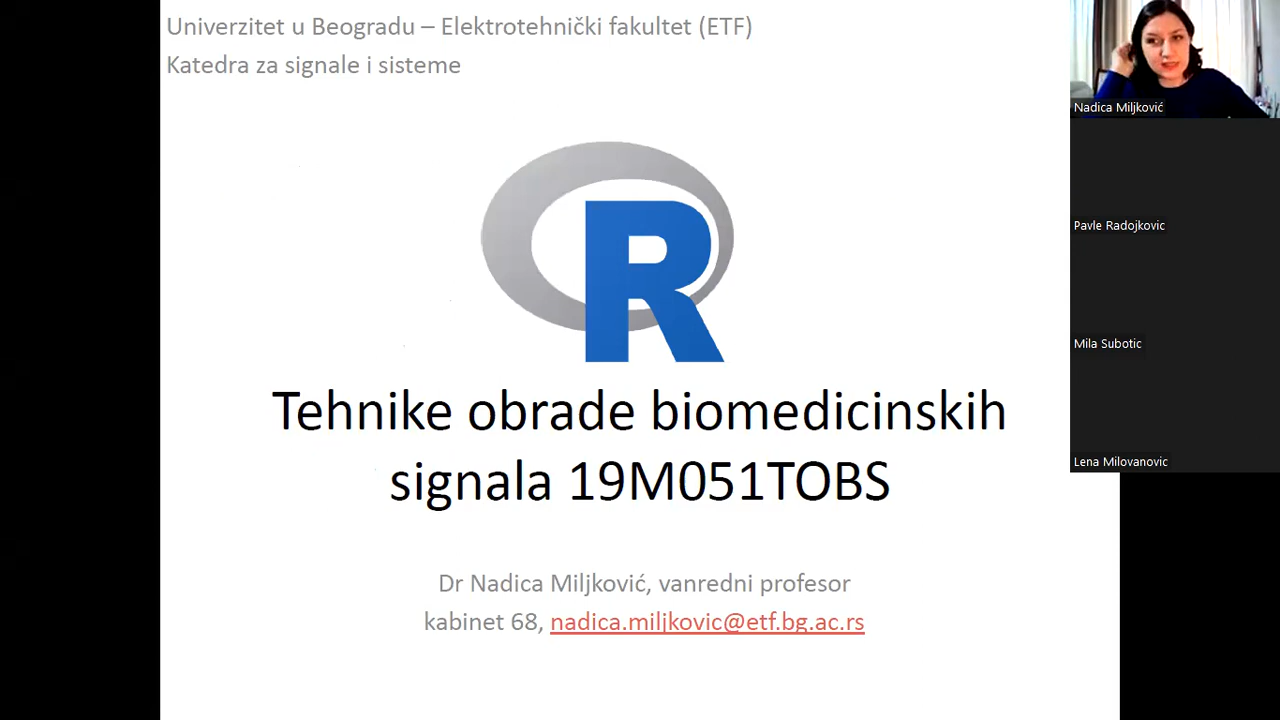 Univerzitet u Beogradu – Elektrotehnički fakultet (ETF)
Katedra za signale i sisteme
R
Tehnike obrade biomedicinskih
signala 19M051TOBS
Dr Nadica Miljković, vanredni profesor
kabinet 68, nadica.miljkovic@etf.bg.ac.rs
Nadica Miljković
Pavle Radojkovic
Mila Subotic
Lena Milovanovic